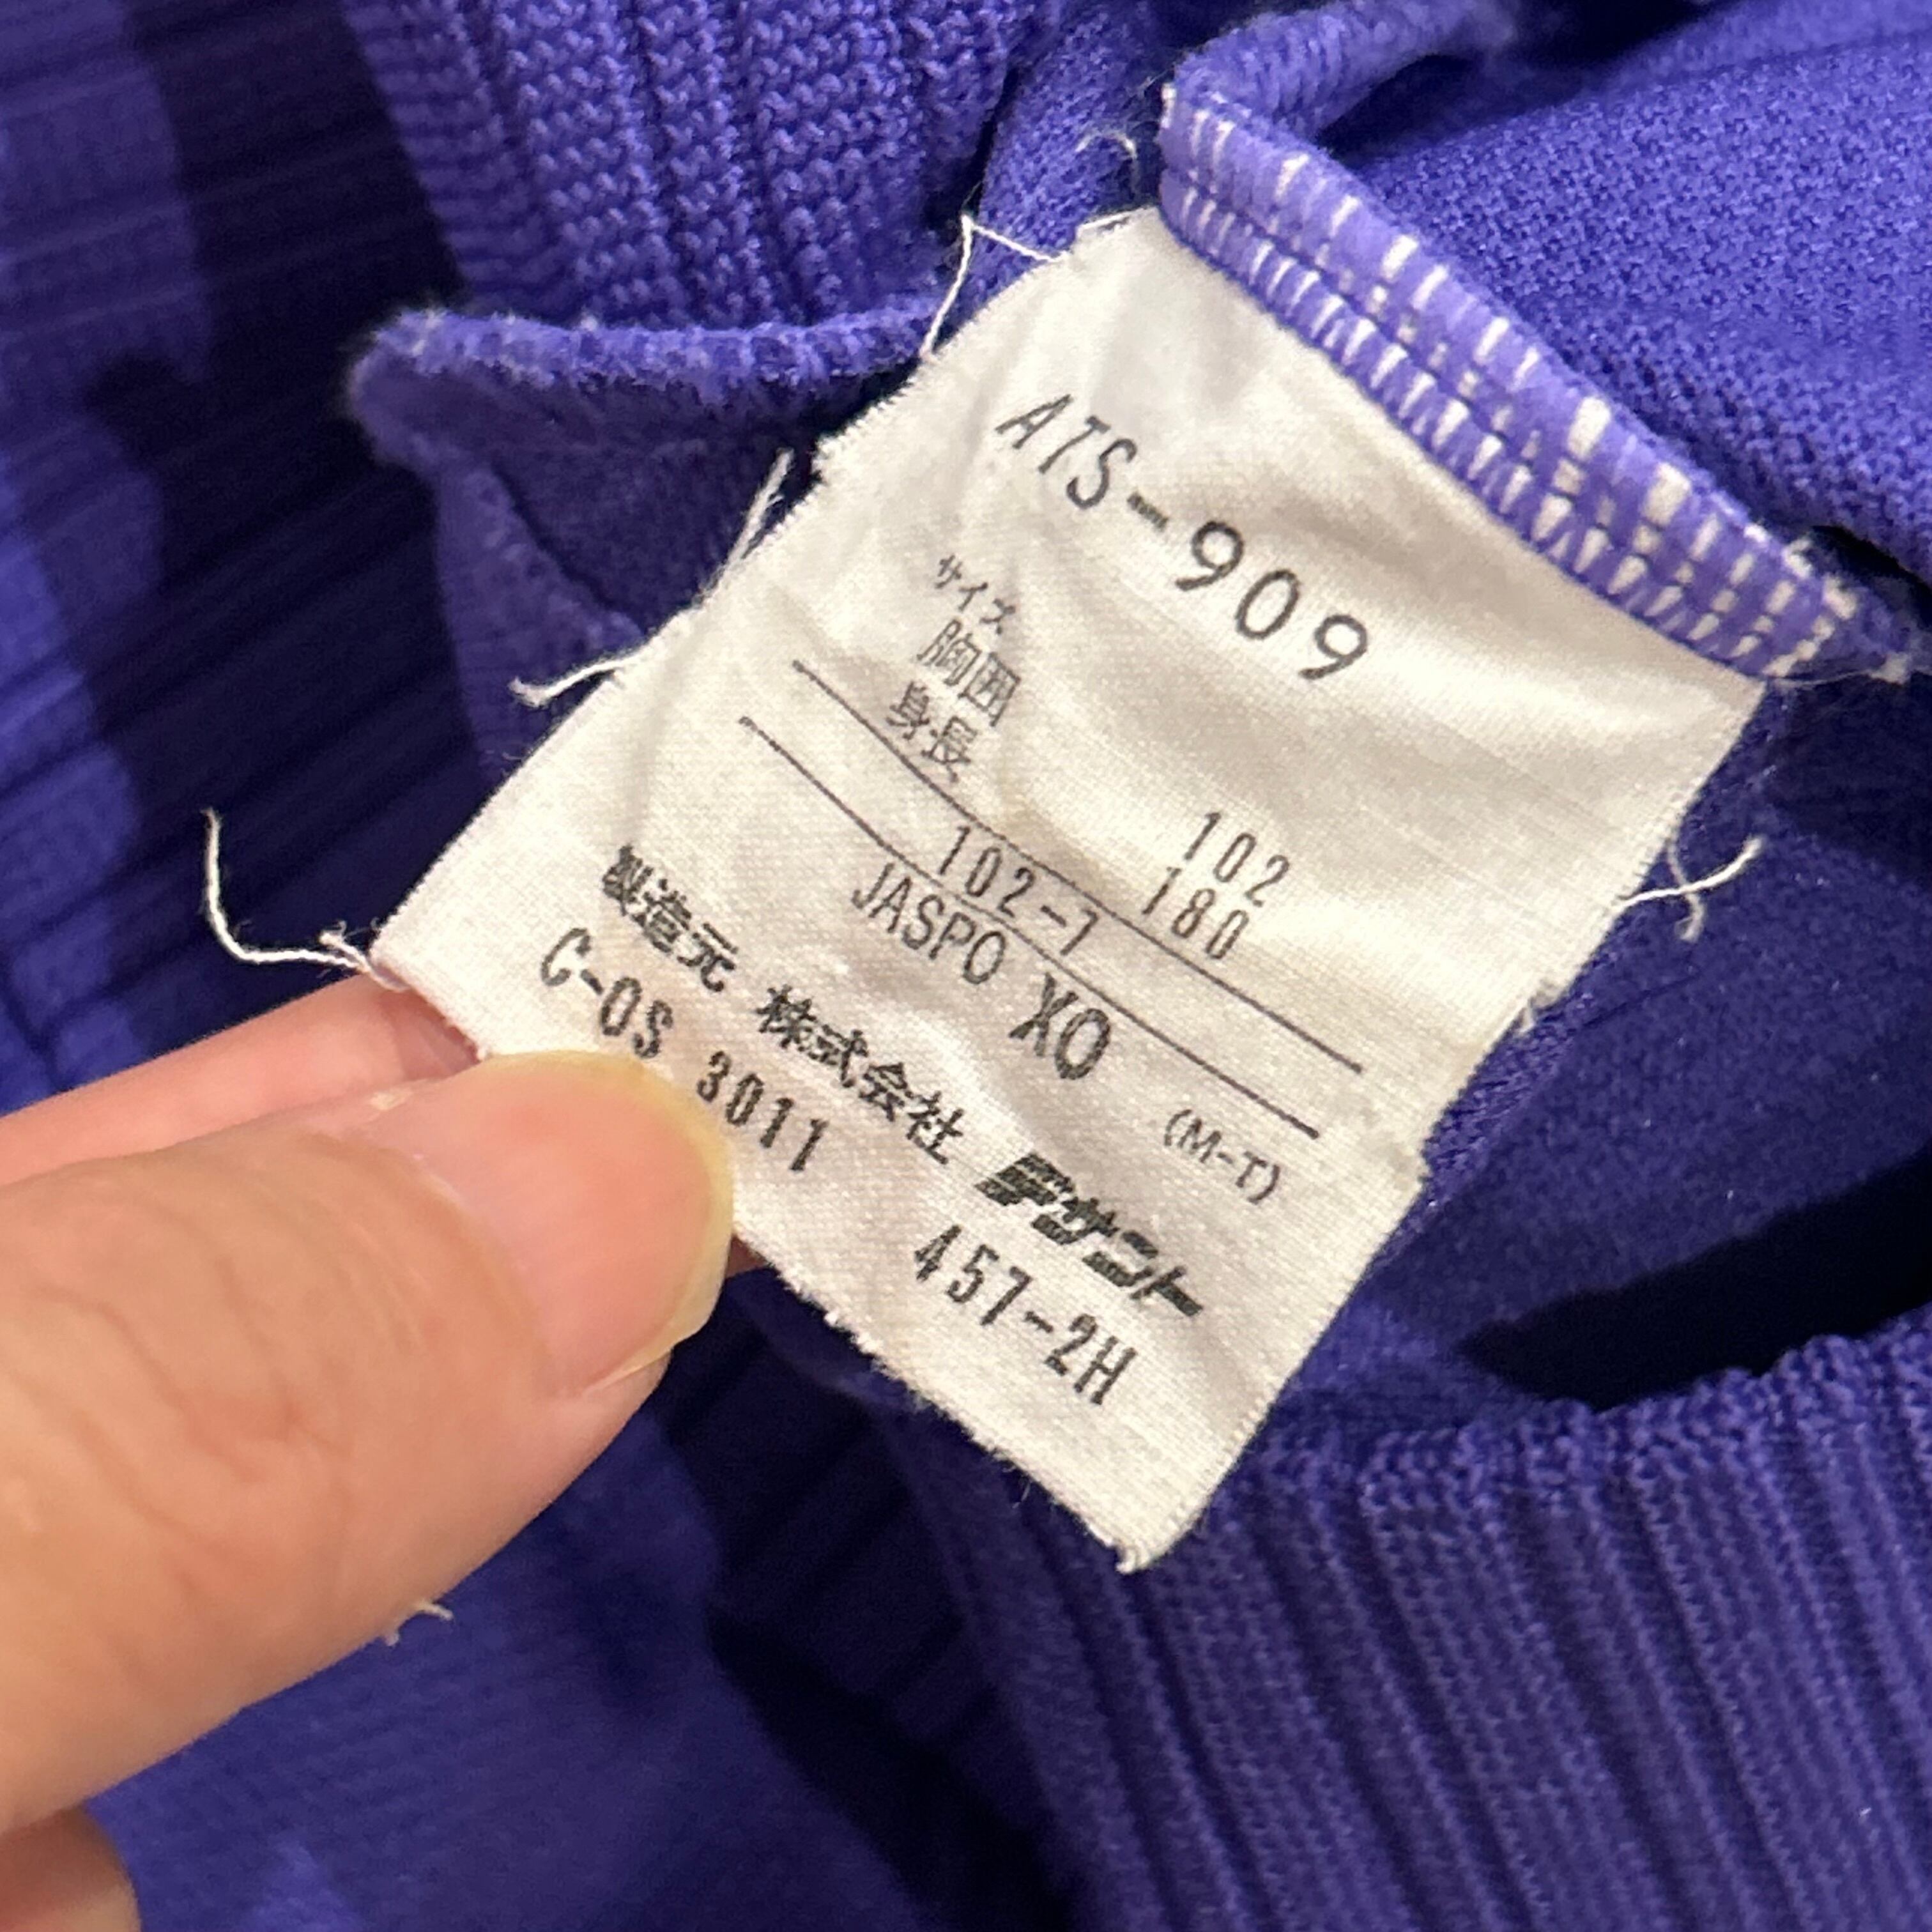 ATS-909
サイズ
胸囲 102
身長 180
102-7
JASPO XO (M-T)
製造元 株式会社 デサント
C-OS 3011 457-2H